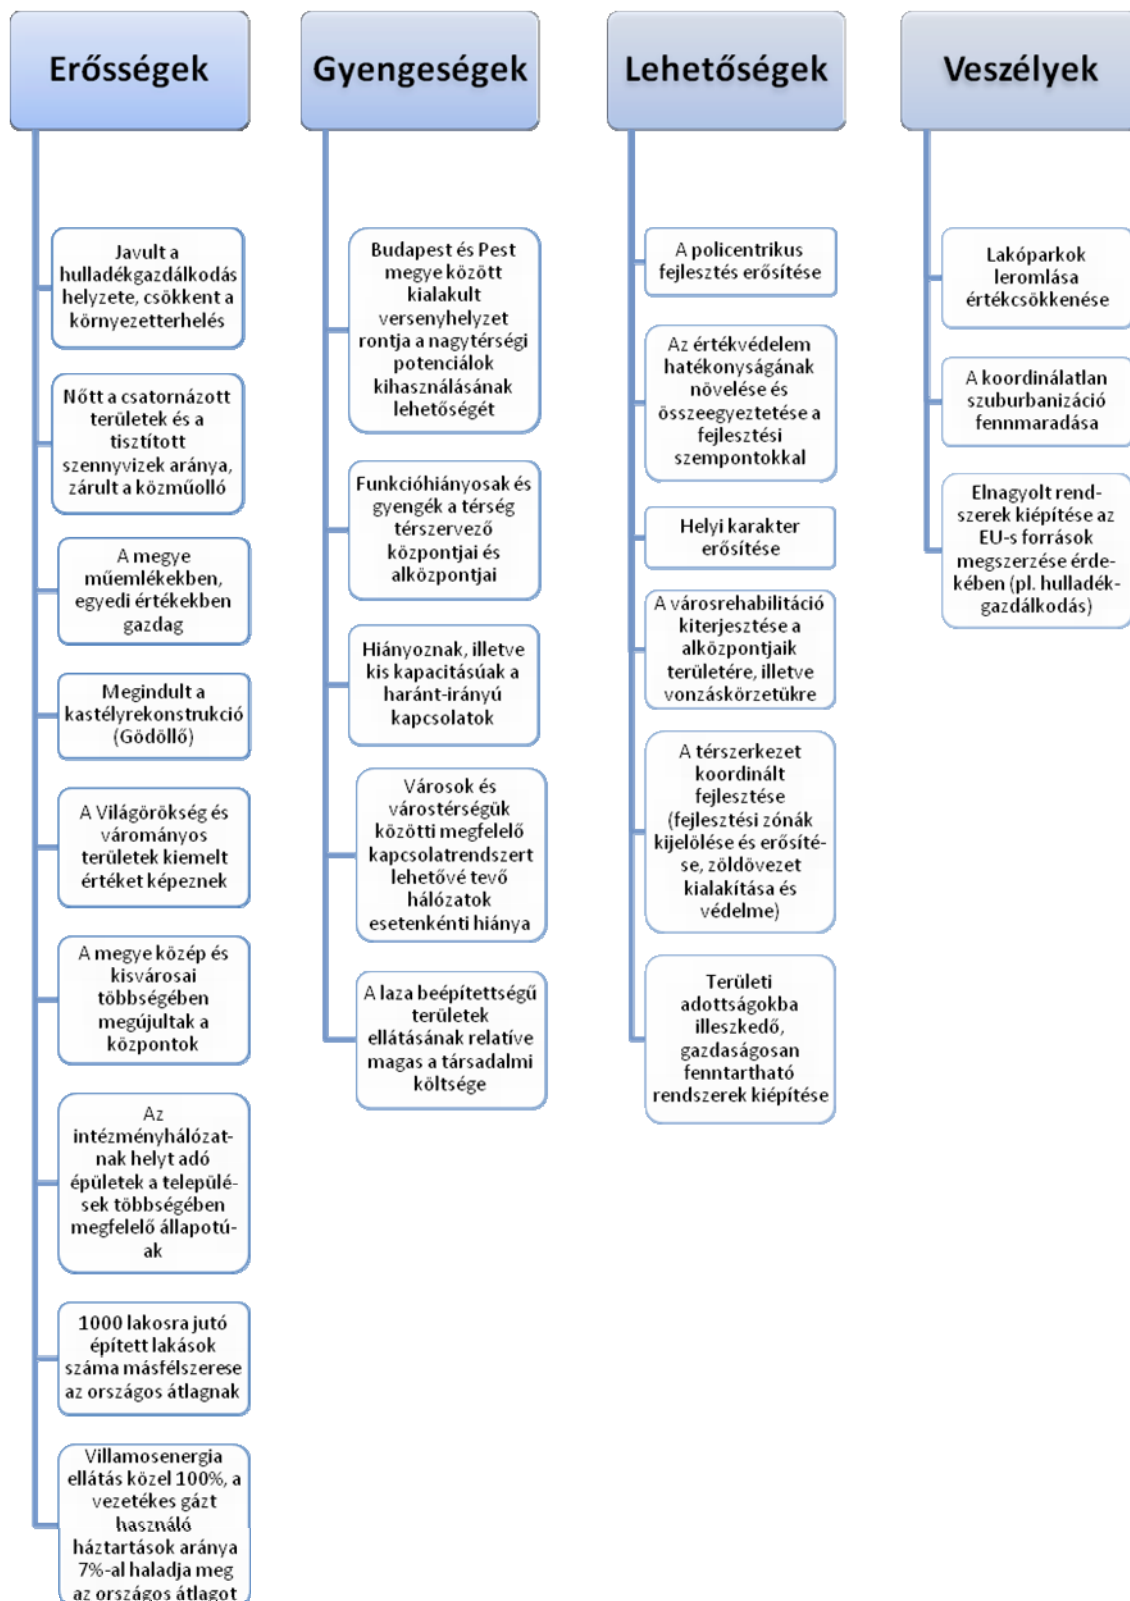 Erősségek
Javult a
hulladékgazdálkodás
helyzete, csökkent a
környezetterhelés
Nőtt a csatornázott
területek és a
tisztított
szennyvizek aránya,
zárult a közműolló
A megye
műemlékekben,
egyedi értékekben
gazdag
Megindult a
kastélyrekonstrukció
(Gödöllő)
A Világörökség és
várományos
területek kiemelt
értéket képeznek
A megye közép és
kisvárosai
többségében
megújultak a
központok
Az
intézményhálózat-
nak helyt adó
épületek a települé-
sek többségében
megfelelő állapotú-
ak
1000 lakosra jutó
épített lakások
száma másfélszerese
az országos átlagnak
Villamosenergia
ellátás közel 100%, a
vezetékes gázt
használó
háztartások aránya
7%-al haladja meg
az országos átlagot
Gyengeségek
Budapest és Pest
megye között
kialakult
versenyhelyzet
rontja a nagytérségi
potenciálok
kihasználásának
lehetőségét
Funkcióhiányosak és
gyengék a térség
térszervező
központjai és
alközpontjai
Hiányoznak, illetve
kis kapacitásúak a
haránt-irányú
kapcsolatok
Városok és
várostérségük
közötti megfelelő
kapcsolatrendszert
lehetővé tevő
hálózatok
esetenkénti hiánya
A laza beépítettségű
területek
ellátásának relatíve
magas a társadalmi
költsége
Lehetőségek
A policentrikus
fejlesztés erősítése
Az értékvédelem
hatékonyságának
növelése és
összeegyeztetése a
fejlesztési
szempontokkal
Helyi karakter
erősítése
A városrehabilitáció
kiterjesztése a
alközpontjaik
területére, illetve
vonzáskörzetükre
A térszerkezet
koordinált
fejlesztése
(fejlesztési zónák
kijelölése és erősíté-
se, zöldövezet
kialakítása és
védelme)
Területi
adottságokba
illeszkedő,
gazdaságosan
fenntartható
rendszerek kiépítése
Veszélyek
Lakóparkok
leromlása
értékcsökkenése
A koordinálatlan
szuburbanizáció
fennmaradása
Elnagyolt rend-
szerek kiépítése az
EU-s források
megszerzése érde-
kében (pl. hulladék-
gazdálkodás)